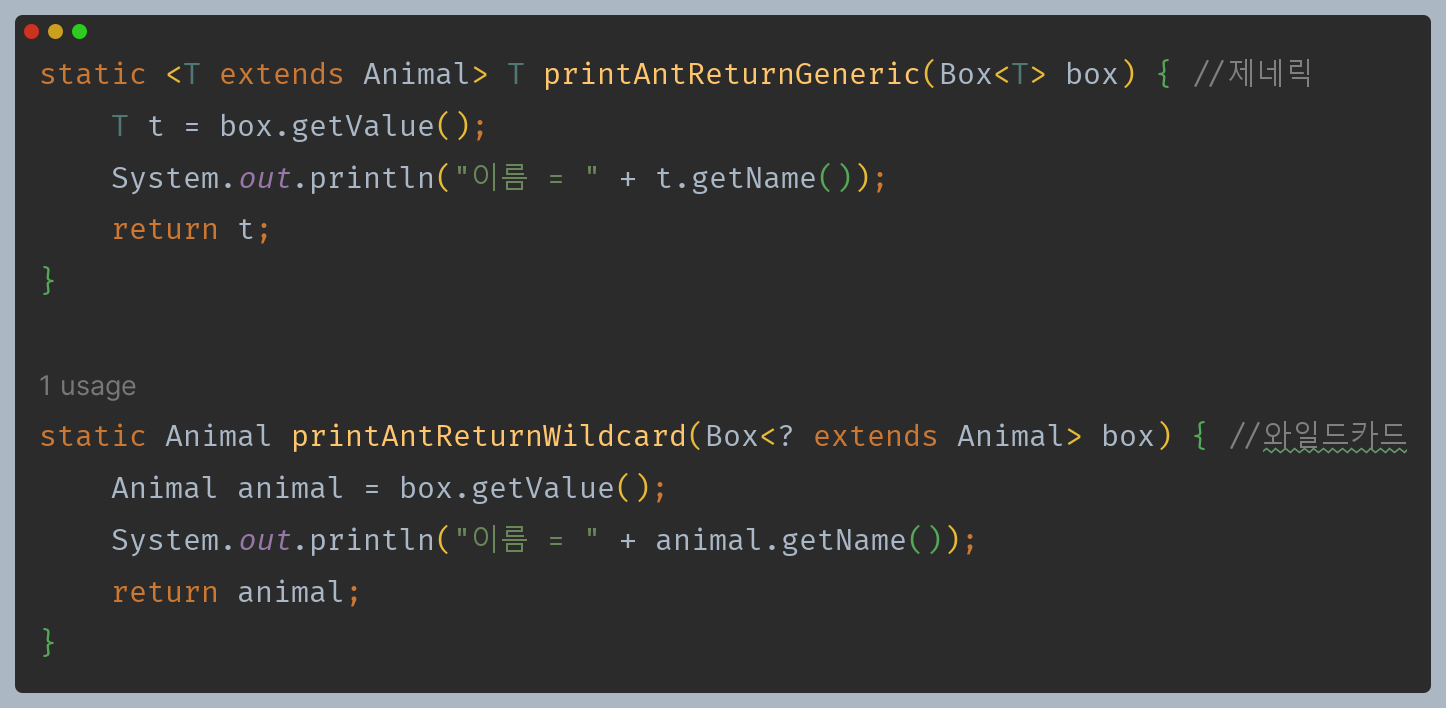 static <T extends Animal> T printAntReturnGeneric(Box<T> box) { //제네릭
    T t = box.getValue();
    System.out.println("이름 = " + t.getName());
    return t;
}
1 usage
static Animal printAntReturnWildcard(Box<? extends Animal> box) { //와일드카드
    Animal animal = box.getValue();
    System.out.println("이름 = " + animal.getName());
    return animal;
}